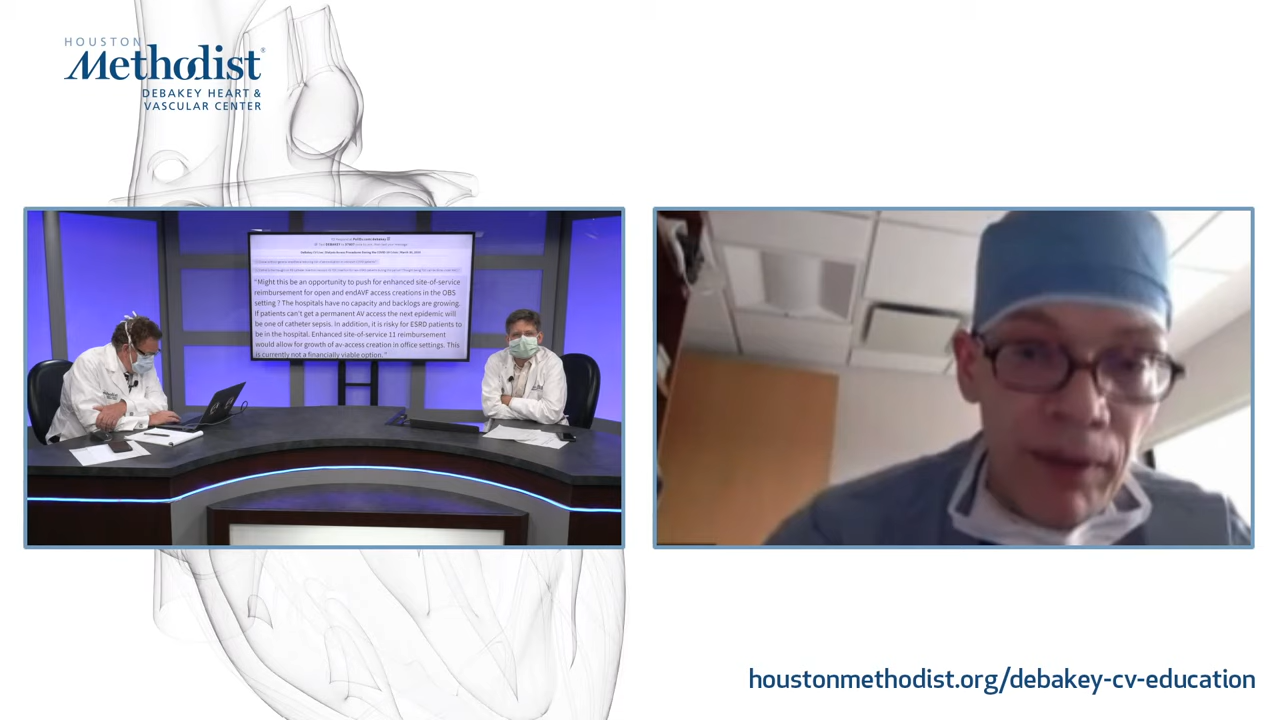 HOUSTON
Methodist®
DEBAKEY HEART &
VASCULAR CENTER
"Might this be an opportunity to push for enhanced site-of-service
reimbursement for open and endAVF access creations in the OBS
setting ? The hospitals have no capacity and backlogs are growing.
If patients can't get a permanent AV access the next epidemic will
be one of catheter sepsis. In addition, it is risky for ESRD patients to
be in the hospital. Enhanced site-of-service 11 reimbursement
would allow for growth of av-access creation in office settings. This
is currently not a financially viable option."
houstonmethodist.org/debakey-cv-education